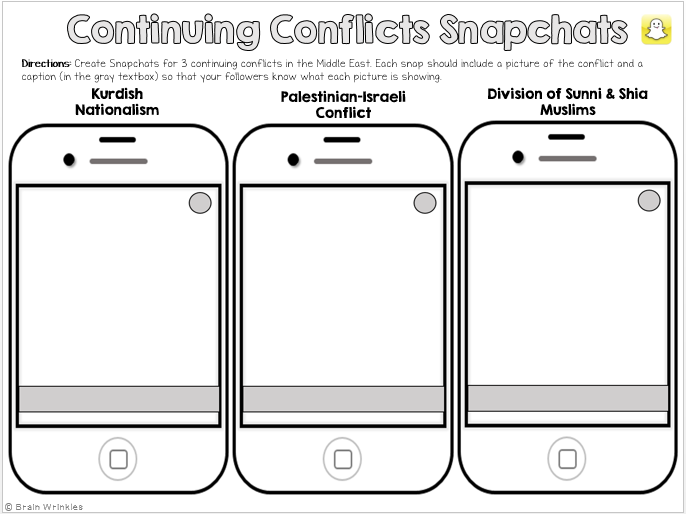 Continuing Conflicts Snapchats
Directions: Create Snapchats for 3 continuing conflicts in the Middle East. Each snap should include a picture of the conflict and a
caption (in the gray textbox) so that your followers know what each picture is showing.
Kurdish
Nationalism
Palestinian-Israeli
Conflict
Division of Sunni & Shia
Muslims
© Brain Wrinkles